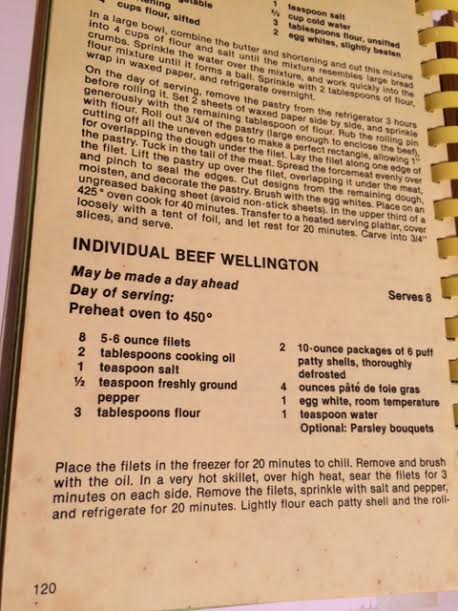 cups flour, sifted
1 teaspoon salt
½ cup cold water
3 tablespoons flour, unsifted
2 egg whites, slightly beaten
In a large bowl, combine the butter and shortening and cut this mixture
into 4 cups of flour and salt until the mixture resembles large bread
crumbs. Sprinkle the water over the mixture, and work quickly into the
flour mixture until it forms a ball. Sprinkle with 2 tablespoons of flour,
wrap in waxed paper, and refrigerate overnight.
On the day of serving, remove the pastry from the refrigerator 3 hours
before rolling it. Set 2 sheets of waxed paper side by side, and sprinkle
generously with the remaining tablespoon of flour. Rub the rolling pin
with flour. Roll out 3/4 of the pastry (large enough to enclose the beef),
cutting off all the uneven edges to make a perfect rectangle, allowing 1"
for overlapping the dough under the filet. Lay the filet along one edge of
the pastry. Tuck in the tail of the meat. Spread the forcemeat evenly over
the filet. Lift the pastry up over the filet, overlapping it under the meat,
and pinch to seal the edges. Cut designs from the remaining dough,
moisten, and decorate the pastry. Brush with the egg whites. Place on an
ungreased baking sheet (avoid non-stick sheets). In the upper third of a
425° oven cook for 40 minutes. Transfer to a heated serving platter, cover
loosely with a tent of foil, and let rest for 20 minutes. Carve into 3/4"
slices, and serve.
INDIVIDUAL BEEF WELLINGTON
May be made a day ahead
Serves 8
Day of serving:
Preheat oven to 450°
8 5-6 ounce filets
2 tablespoons cooking oil
1 teaspoon salt
½ teaspoon freshly ground
pepper
3 tablespoons flour
2 10-ounce packages of 6 puff
patty shells, thoroughly
defrosted
4 ounces pâté de foie gras
1 egg white, room temperature
1 teaspoon water
Optional: Parsley bouquets
Place the filets in the freezer for 20 minutes to chill. Remove and brush
with the oil. In a very hot skillet, over high heat, sear the filets for 3
minutes on each side. Remove the filets, sprinkle with salt and pepper,
and refrigerate for 20 minutes. Lightly flour each patty shell and the roll-
120